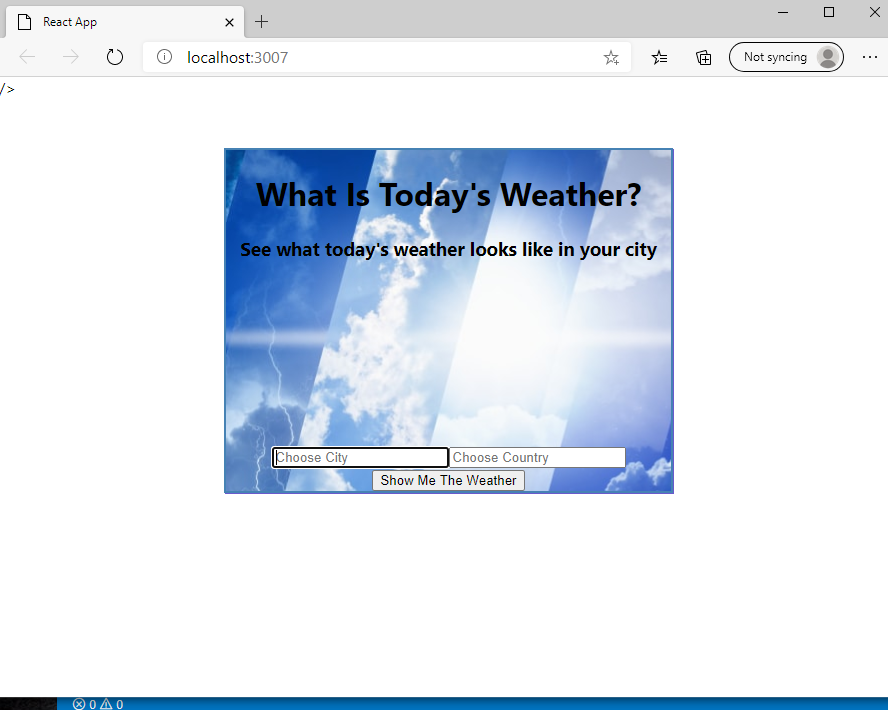 React App
localhost:3007
Not syncing
/>
What Is Today's Weather?
See what today's weather looks like in your city
Choose City
Choose Country
Show Me The Weather
0 0